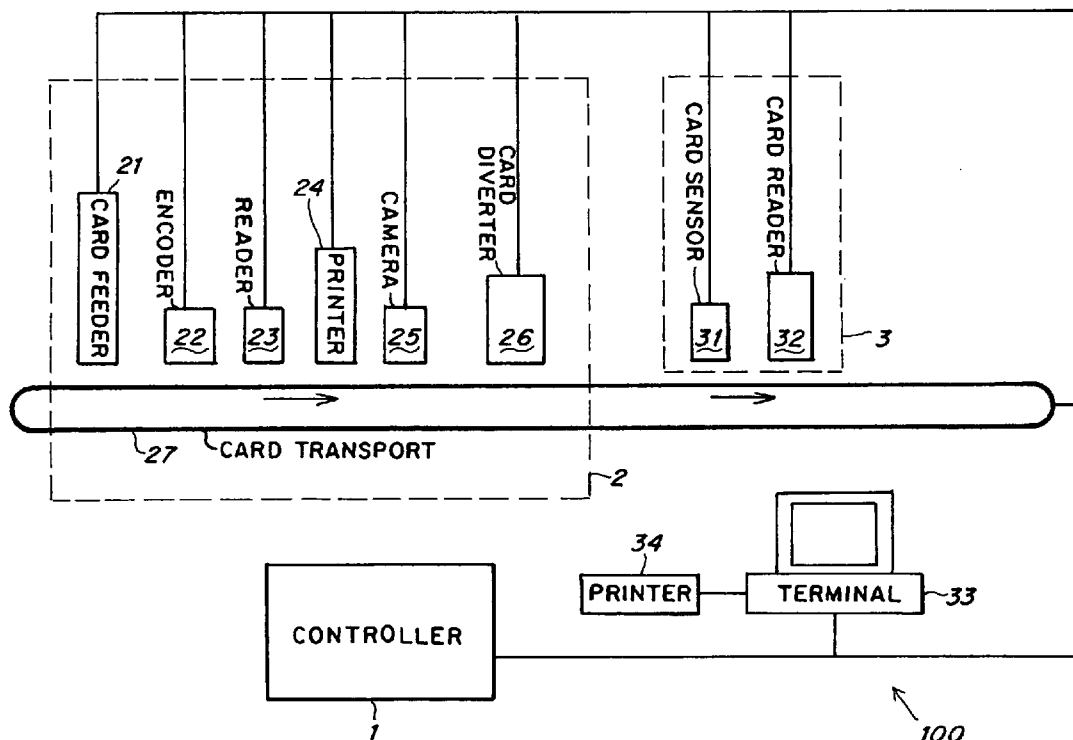 21
CARD FEEDER
ENCODER
22
READER
23
24
PRINTER
CAMERA
25
CARD
DIVERTER
26
CARD SENSOR
31
CARD READER
32
3
27
CARD TRANSPORT
2
34
PRINTER
TERMINAL
33
CONTROLLER
1
100